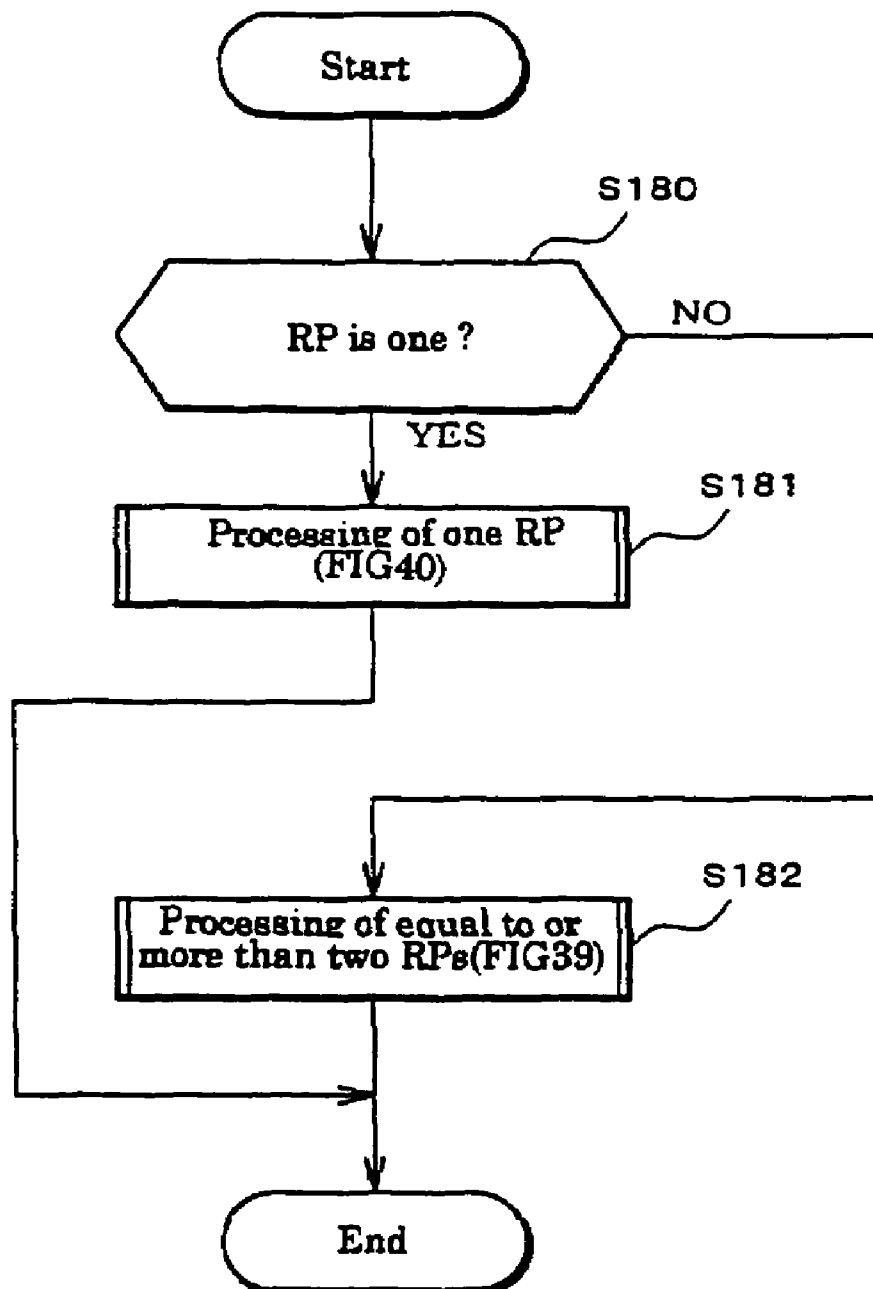 Start
S180
RP is one ?
NO
YES
S181
Processing of one RP
(FIG40)
S182
Processing of equal to or
more than two RPs(FIG39)
End